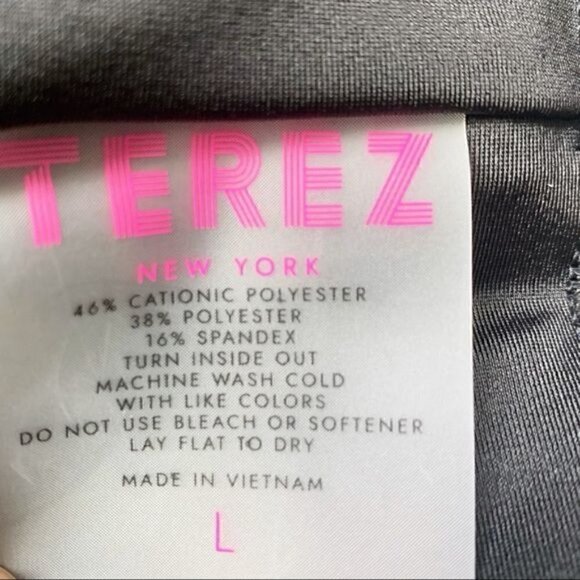 TEREZ
NEW YORK
46% CATIONIC POLYESTER
38% POLYESTER
16% SPANDEX
TURN INSIDE OUT
MACHINE WASH COLD
WITH LIKE COLORS
DO NOT USE BLEACH OR SOFTENER
LAY FLAT TO DRY
MADE IN VIETNAM
L